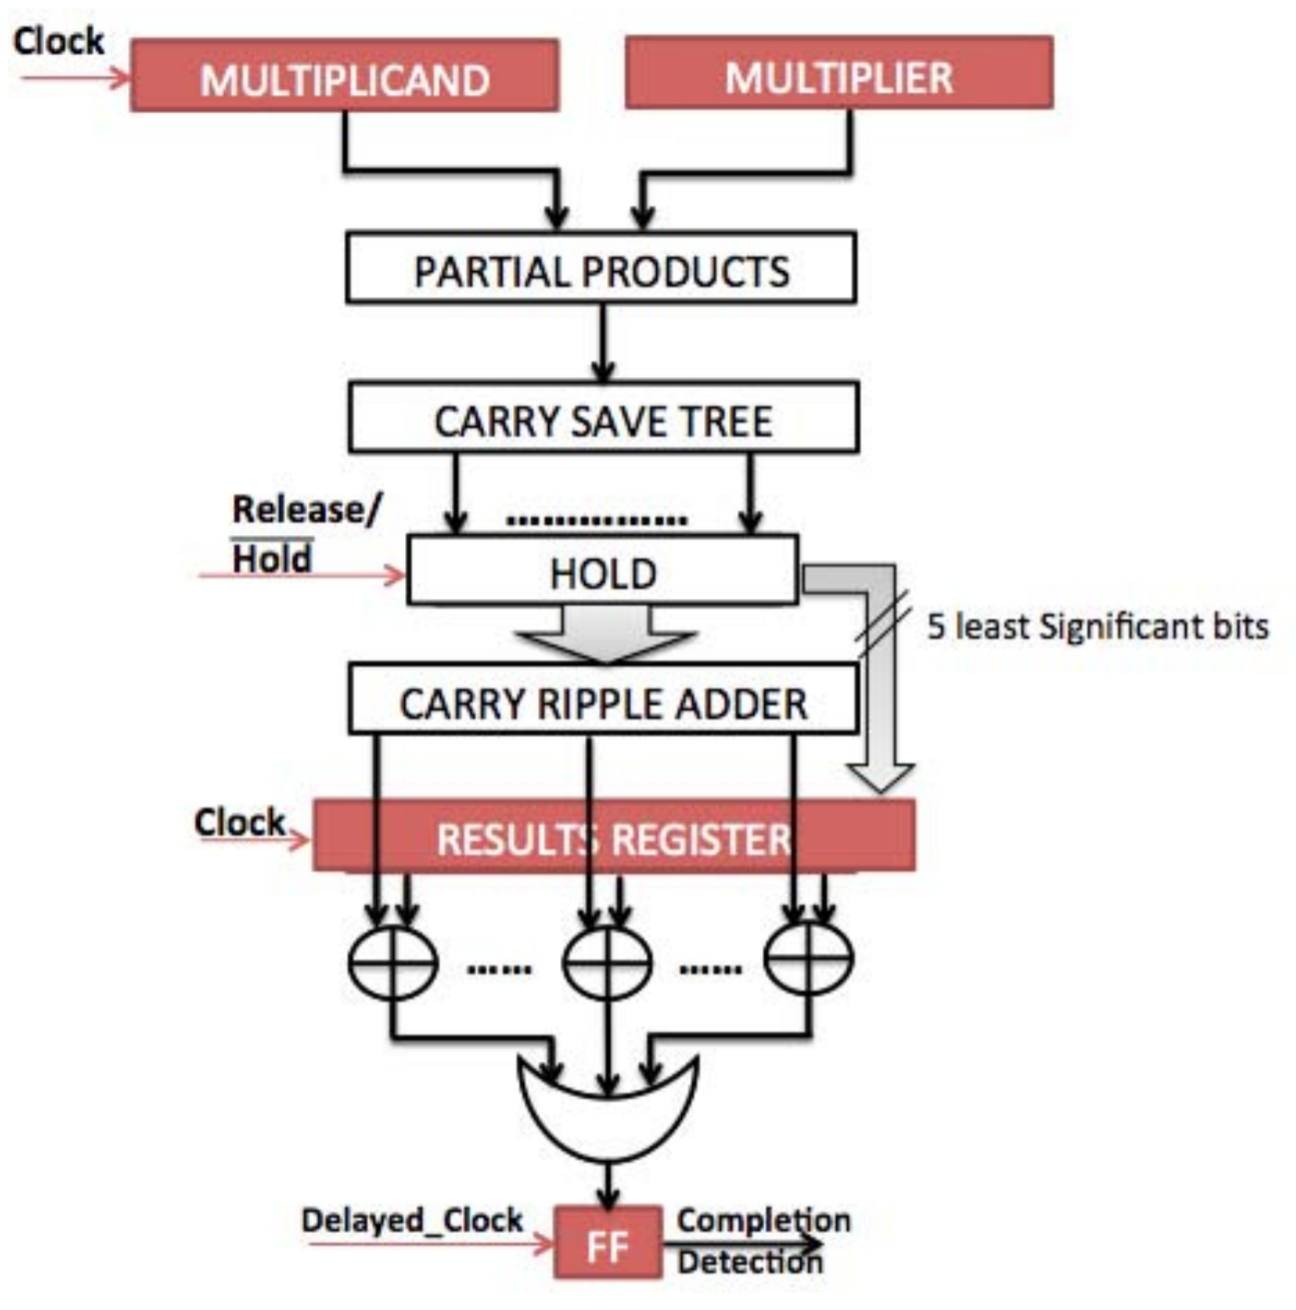 Clock
MULTIPLICAND
MULTIPLIER
PARTIAL PRODUCTS
CARRY SAVE TREE
Release/
Hold
HOLD
5 least Significant bits
CARRY RIPPLE ADDER
Clock
RESULTS REGISTER
Delayed_Clock
FF
Completion
Detection